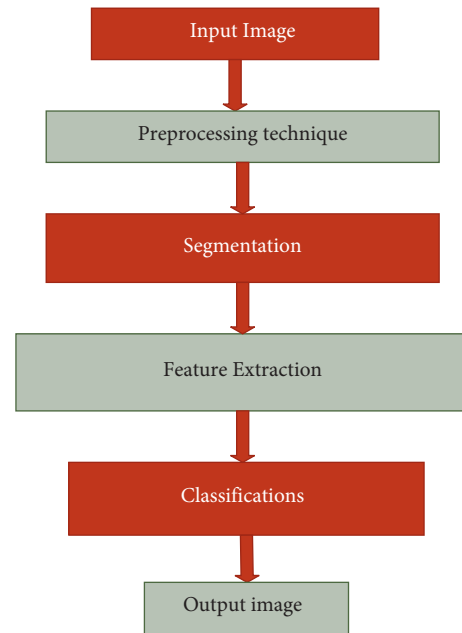 Input Image
Preprocessing technique
Segmentation
Feature Extraction
Classifications
Output image